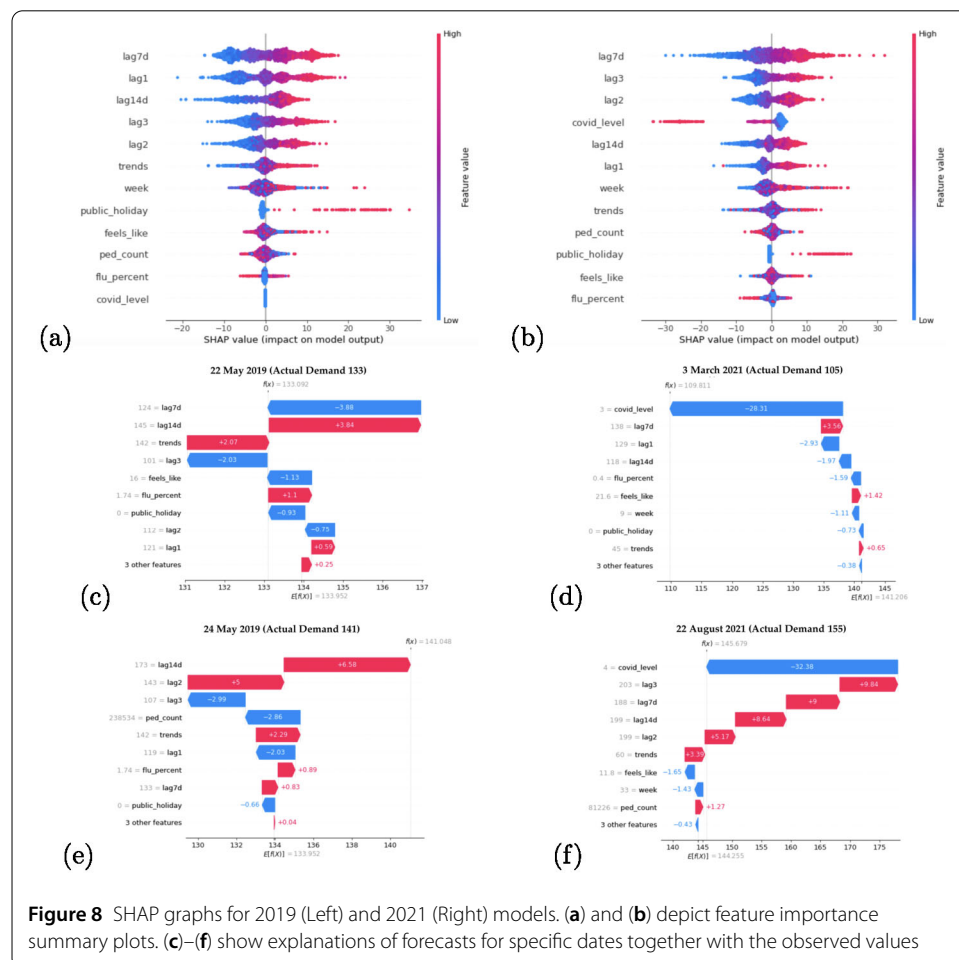 High
lag7d
lag1
lag14d
lag3
lag2
trends
week
public_holiday
feels_like
ped_count
flu_percent
covid_level
Feature value
Low
−20 −10 0 10 20 30
SHAP value (impact on model output)
(a)
High
lag7d
lag3
lag2
covid_level
lag14d
lag1
week
trends
ped_count
public_holiday
feels_like
flu_percent
Feature value
Low
−30 −20 −10 0 10 20 30
SHAP value (impact on model output)
(b)
22 May 2019 (Actual Demand 133)
f(x) = 133.092
124 = lag7d −3.88
145 = lag14d +3.84
142 = trends +2.07
101 = lag3 −2.03
16 = feels_like −1.13
1.74 = flu_percent +1.1
0 = public_holiday −0.93
112 = lag2 −0.75
121 = lag1 +0.59
3 other features +0.25
131 132 133 134 135 136 137
E[f(X)] = 133.952
(c)
3 March 2021 (Actual Demand 105)
f(x) = 109.811
3 = covid_level −28.31
138 = lag7d +3.56
129 = lag1 −2.93
118 = lag14d −1.97
0.4 = flu_percent −1.59
21.6 = feels_like +1.42
9 = week −1.11
0 = public_holiday −0.73
45 = trends +0.65
3 other features −0.38
110 115 120 125 130 135 140 145
E[f(X)] = 141.206
(d)
24 May 2019 (Actual Demand 141)
f(x) = 141.048
173 = lag14d +6.58
143 = lag2 +5
107 = lag3 −2.99
238534 = ped_count −2.86
142 = trends +2.29
119 = lag1 −2.03
1.74 = flu_percent +0.89
133 = lag7d +0.83
0 = public_holiday −0.66
3 other features +0.04
130 132 134 136 138 140
E[f(X)] = 133.952
(e)
22 August 2021 (Actual Demand 155)
f(x) = 145.679
4 = covid_level −32.38
203 = lag3 +9.84
188 = lag7d +9
199 = lag14d +8.64
199 = lag2 +5.17
60 = trends +3.39
11.8 = feels_like −1.65
33 = week −1.43
81226 = ped_count +1.27
3 other features −0.43
140 145 150 155 160 165 170 175
E[f(X)] = 144.255
(f)
Figure 8 SHAP graphs for 2019 (Left) and 2021 (Right) models. (a) and (b) depict feature importance
summary plots. (c)–(f) show explanations of forecasts for specific dates together with the observed values